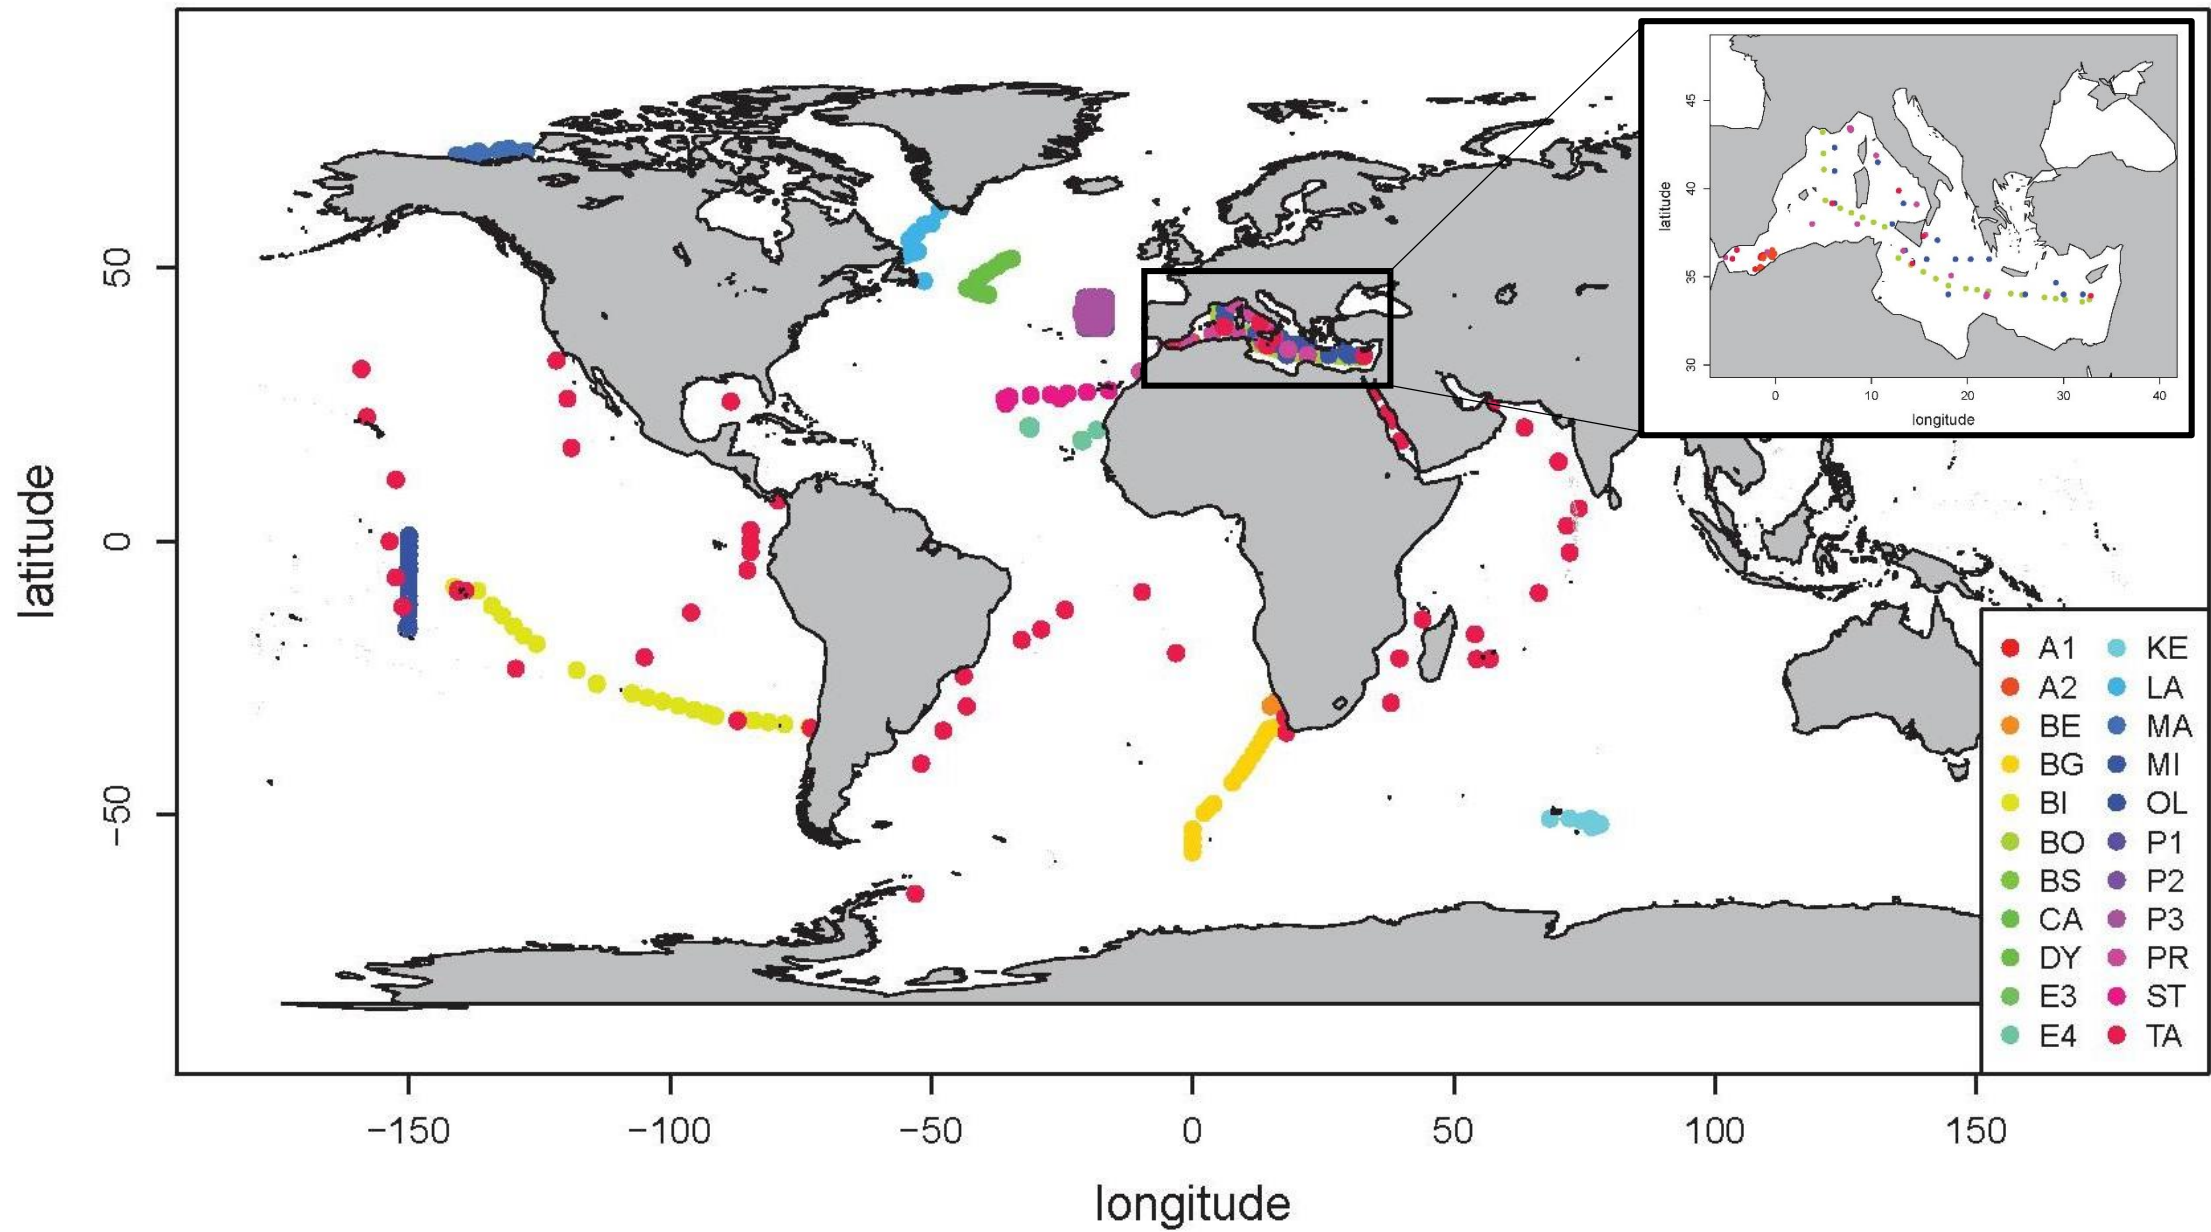 45
40
35
30
latitude
0
10
20
30
40
longitude
50
0
−50
latitude
A1 KE
A2 LA
BE MA
BG MI
BI OL
BO P1
BS P2
CA P3
DY PR
E3 ST
E4 TA
−150 −100 −50 0 50 100 150
longitude